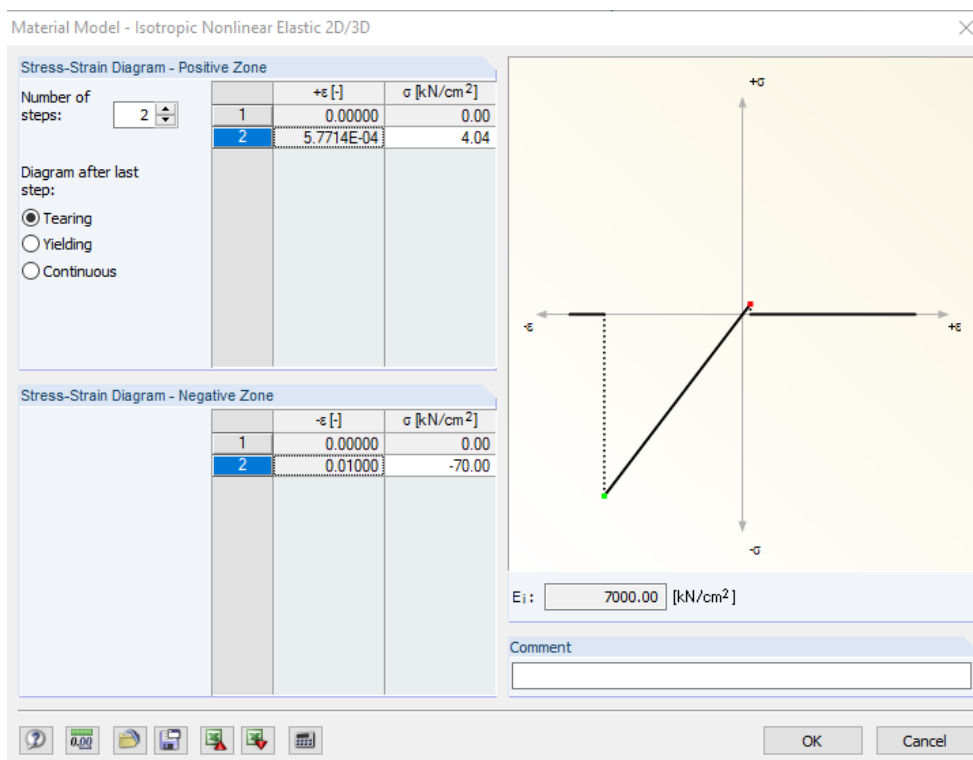 Material Model - Isotropic Nonlinear Elastic 2D/3D
Stress-Strain Diagram - Positive Zone
Number of
steps:
2
+ε [-]
σ [kN/cm2]
1
0.00000
0.00
2
5.7714E-04
4.04
Diagram after last
step:
Tearing
Yielding
Continuous
Stress-Strain Diagram - Negative Zone
-ε [-]
σ [kN/cm2]
1
0.00000
0.00
2
0.01000
-70.00
+σ
-ε
+ε
-σ
Ei:
7000.00
[kN/cm2]
Comment
0.00
OK
Cancel